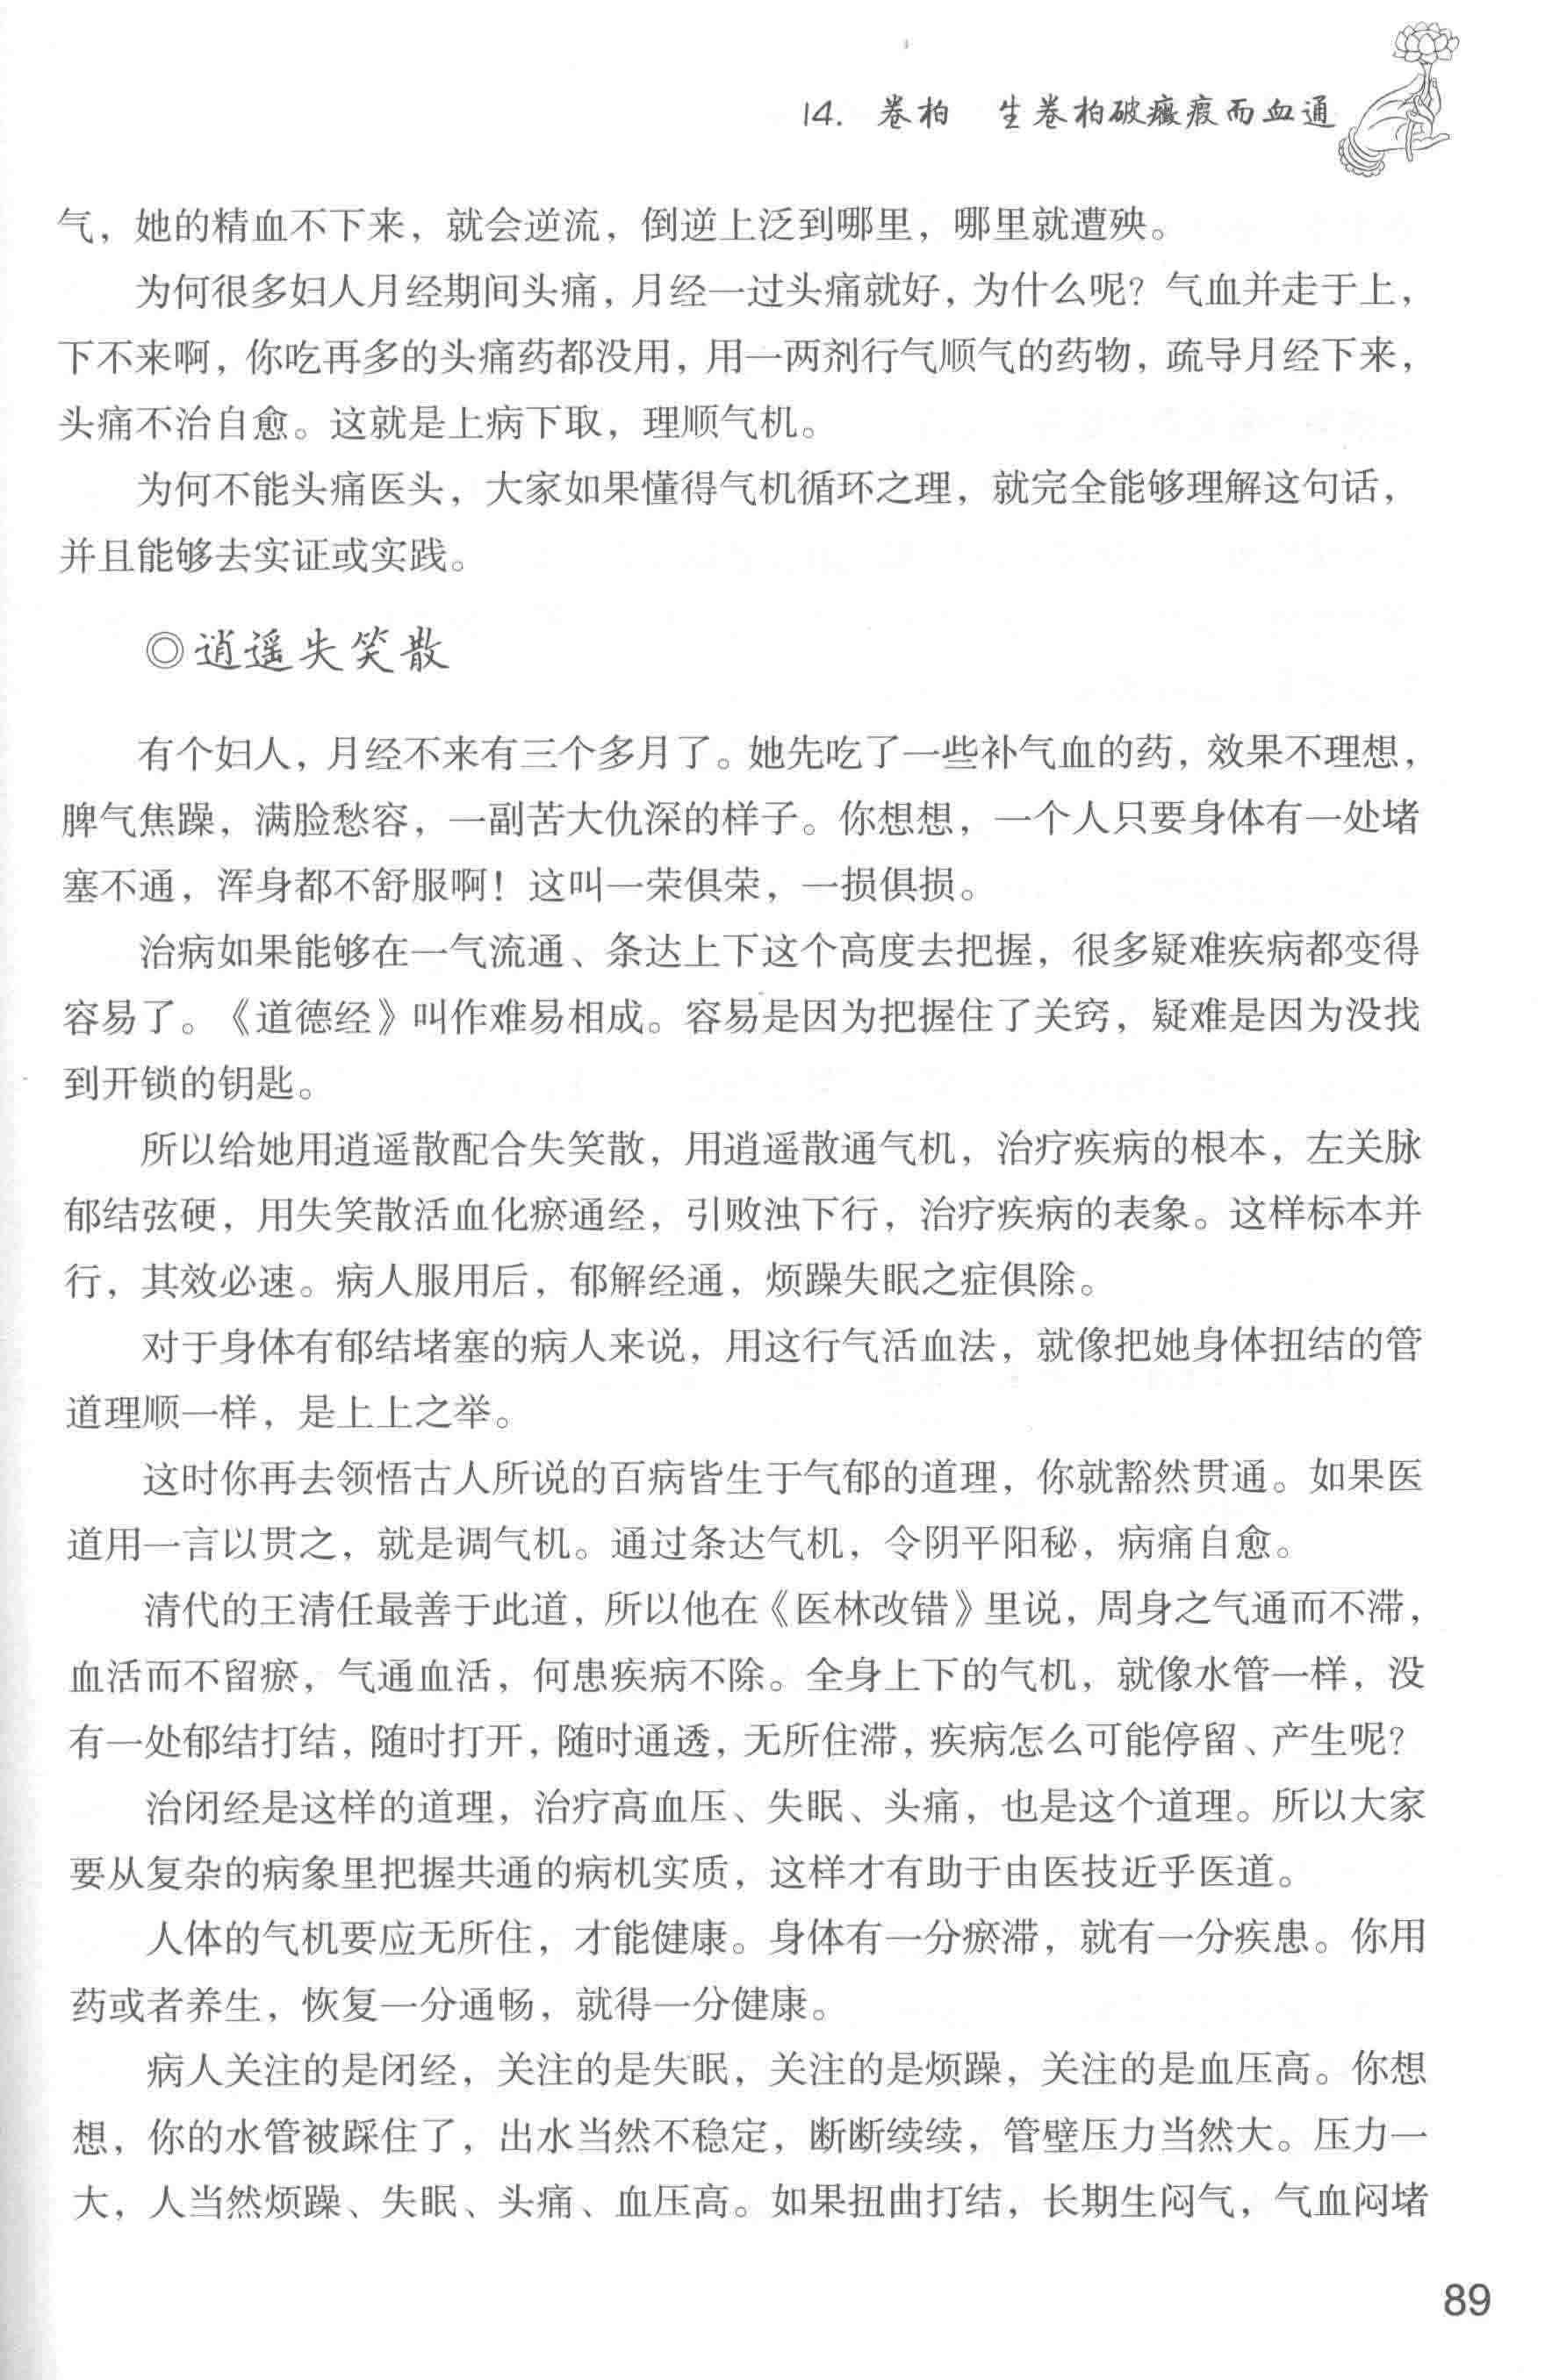 14. 卷柏 生卷柏破癥瘕而血通
气，她的精血不下来，就会逆流，倒逆上泛到哪里，哪里就遭殃。
为何很多妇人月经期间头痛，月经一过头痛就好，为什么呢？气血并走于上，
下不来啊，你吃再多的头痛药都没用，用一两剂行气顺气的药物，疏导月经下来，
头痛不治自愈。这就是上病下取，理顺气机。
为何不能头痛医头，大家如果懂得气机循环之理，就完全能够理解这句话，
并且能够去实证或实践。
◎逍遥失笑散
有个妇人，月经不来有三个多月了。她先吃了一些补气血的药，效果不理想，
脾气焦躁，满脸愁容，一副苦大仇深的样子。你想想，一个人只要身体有一处堵
塞不通，浑身都不舒服啊！这叫一荣俱荣，一损俱损。
治病如果能够在一气流通、条达上下这个高度去把握，很多疑难疾病都变得
容易了。《道德经》叫作难易相成。容易是因为把握住了关窍，疑难是因为没找
到开锁的钥匙。
所以给她用逍遥散配合失笑散，用逍遥散通气机，治疗疾病的根本，左关脉
郁结弦硬，用失笑散活血化瘀通经，引败浊下行，治疗疾病的表象。这样标本并
行，其效必速。病人服用后，郁解经通，烦躁失眠之症俱除。
对于身体有郁结堵塞的病人来说，用这行气活血法，就像把她身体扭结的管
道理顺一样，是上上之举。
这时你再去领悟古人所说的百病皆生于气郁的道理，你就豁然贯通。如果医
道用一言以贯之，就是调气机。通过条达气机，令阴平阳秘，病痛自愈。
清代的王清任最善于此道，所以他在《医林改错》里说，周身之气通而不滞，
血活而不留瘀，气通血活，何患疾病不除。全身上下的气机，就像水管一样，没
有一处郁结打结，随时打开，随时通透，无所住滞，疾病怎么可能停留、产生呢？
治闭经是这样的道理，治疗高血压、失眠、头痛，也是这个道理。所以大家
要从复杂的病象里把握共通的病机实质，这样才有助于由医技近乎医道。
人体的气机要应无所住，才能健康。身体有一分瘀滞，就有一分疾患。你用
药或者养生，恢复一分通畅，就得一分健康。
病人关注的是闭经，关注的是失眠，关注的是烦躁，关注的是血压高。你想
想，你的水管被踩住了，出水当然不稳定，断断续续，管壁压力当然大。压力一
大，人当然烦躁、失眠、头痛、血压高。如果扭曲打结，长期生闷气，气血闷堵
89